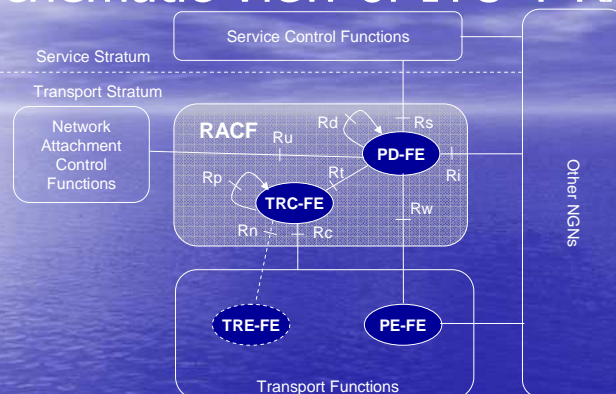 Service Control Functions
Service Stratum
Transport Stratum
Network
Attachment
Control
Functions
RACF
Ru
Rd
Rs
PD-FE
Ri
Rp
Rt
TRC-FE
Rw
Rn
Rc
Other NGNs
TRE-FE
PE-FE
Transport Functions